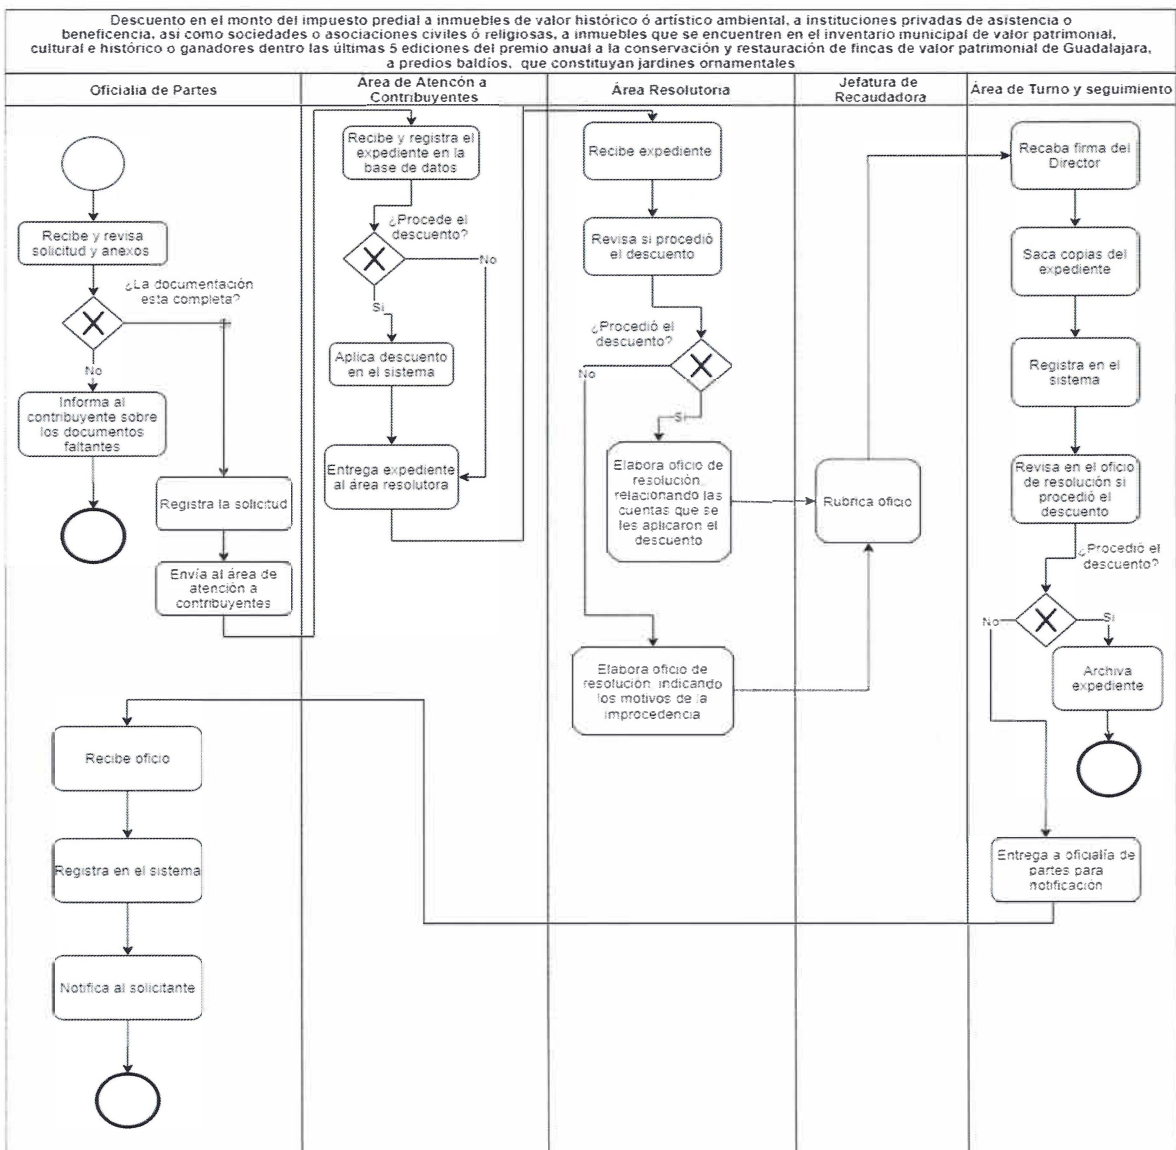 Descuento en el monto del impuesto predial a inmuebles de valor histórico ó artístico ambiental, a instituciones privadas de asistencia o
beneficencia, así como sociedades o asociaciones civiles ó religiosas, a inmuebles que se encuentren en el inventario municipal de valor patrimonial,
cultural e histórico o ganadores dentro las últimas 5 ediciones del premio anual a la conservación y restauración de fincas de valor patrimonial de Guadalajara,
a predios baldíos, que constituyan jardines ornamentales
Oficialia de Partes
Área de Atencón a
Contribuyentes
Área Resolutoria
Jefatura de
Recaudadora
Área de Turno y seguimiento
Recibe y revisa
solicitud y anexos
¿La documentación
esta completa?
Si
No
Informa al
contribuyente sobre
los documentos
faltantes
Registra la solicitud
Envía al área de
atención a
contribuyentes
Recibe oficio
Registra en el sistema
Notifica al solicitante
Recibe y registra el
expediente en la
base de datos
¿Procede el
descuento?
No
Si
Aplica descuento
en el sistema
Entrega expediente
al área resolutora
Recibe expediente
Revisa si procedió
el descuento
¿Procedió el
descuento?
No
Si
Elabora oficio de
resolución,
relacionando las
cuentas que se
les aplicaron el
descuento
Elabora oficio de
resolución, indicando
los motivos de la
improcedencia
Rubrica oficio
Recaba firma del
Director
Saca copias del
expediente
Registra en el
sistema
Revisa en el oficio
de resolución si
procedió el
descuento
¿Procedió el
descuento?
No
Si
Archiva
expediente
Entrega a oficialía de
partes para
notificación